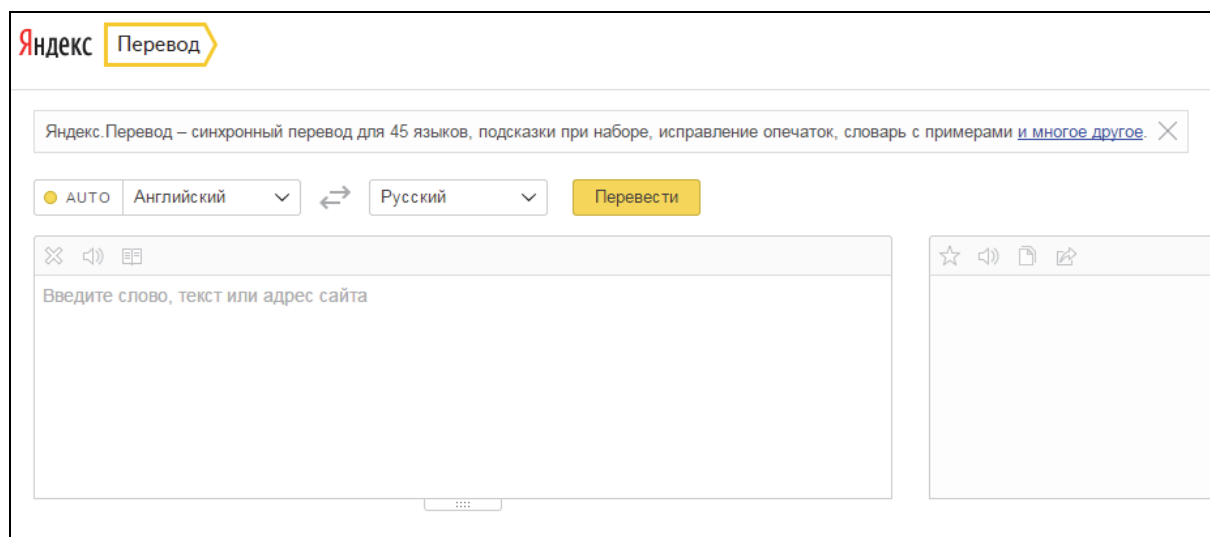 Яндекс Перевод
Яндекс.Перевод – синхронный перевод для 45 языков, подсказки при наборе, исправление опечаток, словарь с примерами и многое другое.
AUTO Английский Русский Перевести
Введите слово, текст или адрес сайта